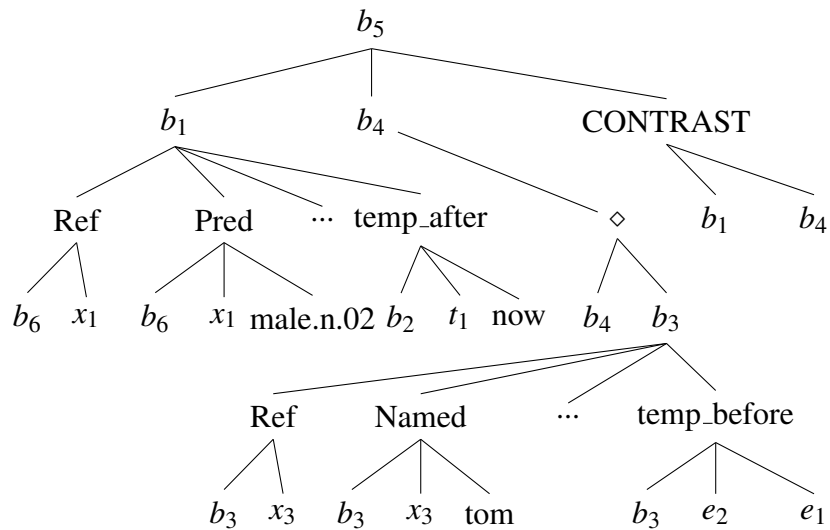 b5
b1 b4 CONTRAST
Ref Pred ... temp_after ◇ b1 b4
b6 x1 b6 x1 male.n.02 b2 t1 now b4 b3
Ref Named ... temp_before
b3 x3 b3 x3 tom b3 e2 e1